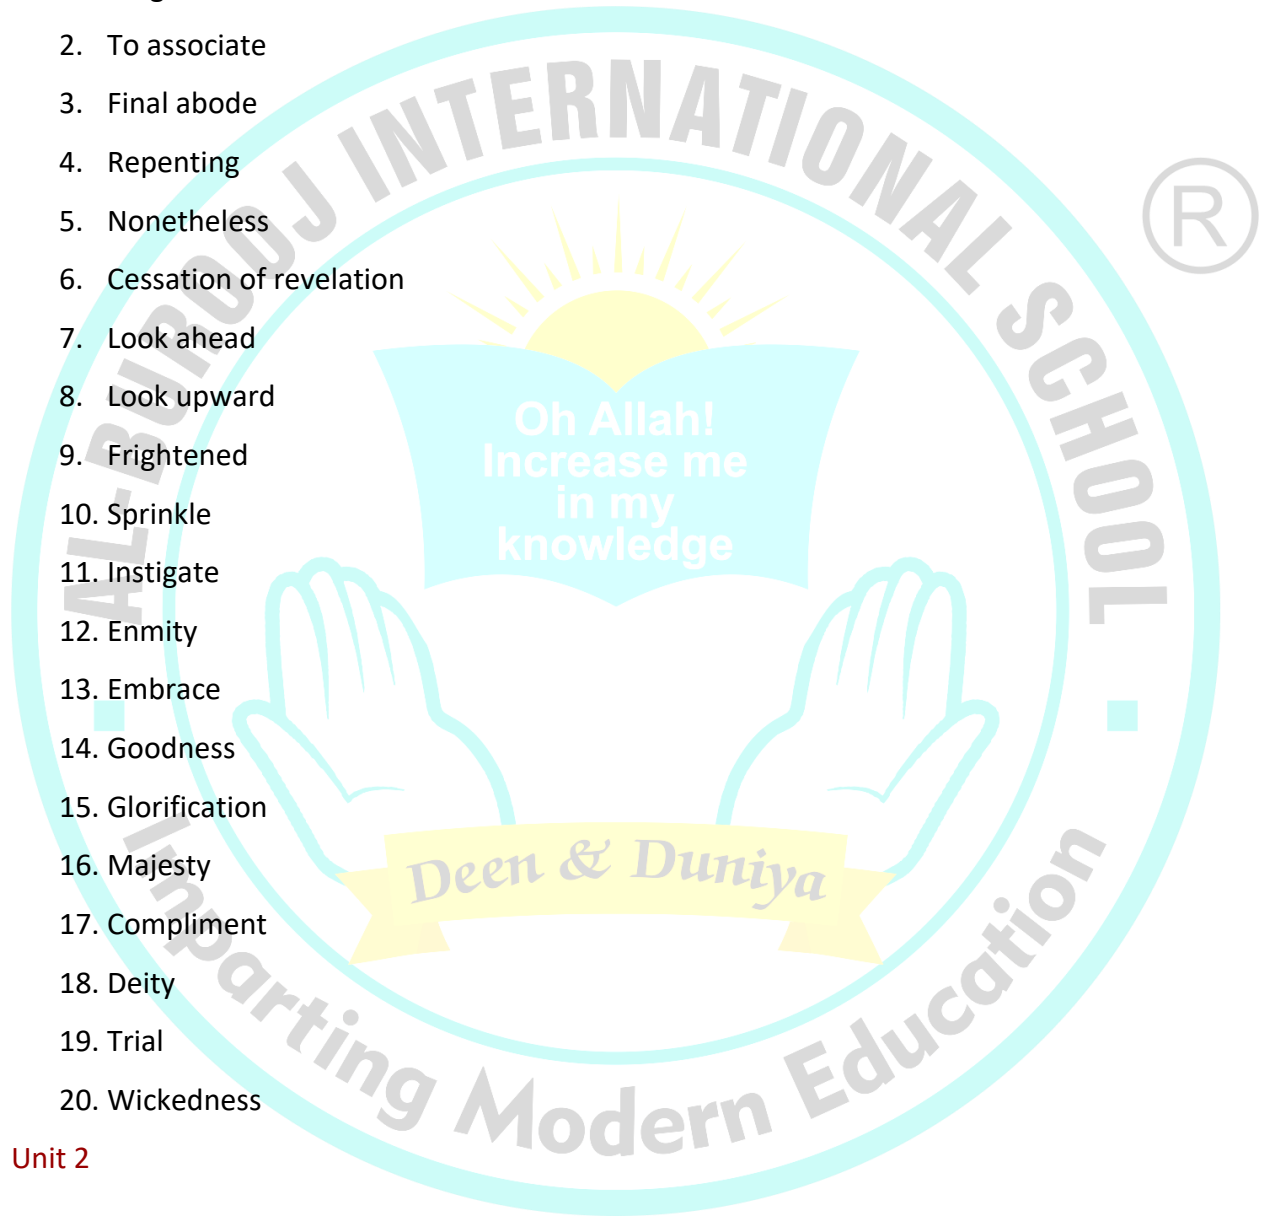 2. To associate
3. Final abode
4. Repenting
5. Nonetheless
6. Cessation of revelation
7. Look ahead
8. Look upward
9. Frightened
10. Sprinkle
11. Instigate
12. Enmity
13. Embrace
14. Goodness
15. Glorification
16. Majesty
17. Compliment
18. Deity
19. Trial
20. Wickedness
Unit 2
AL-BUROOJ INTERNATIONAL SCHOOL
®
Oh Allah!
Increase me
in my
knowledge
Deen & Duniya
Imparting Modern Education